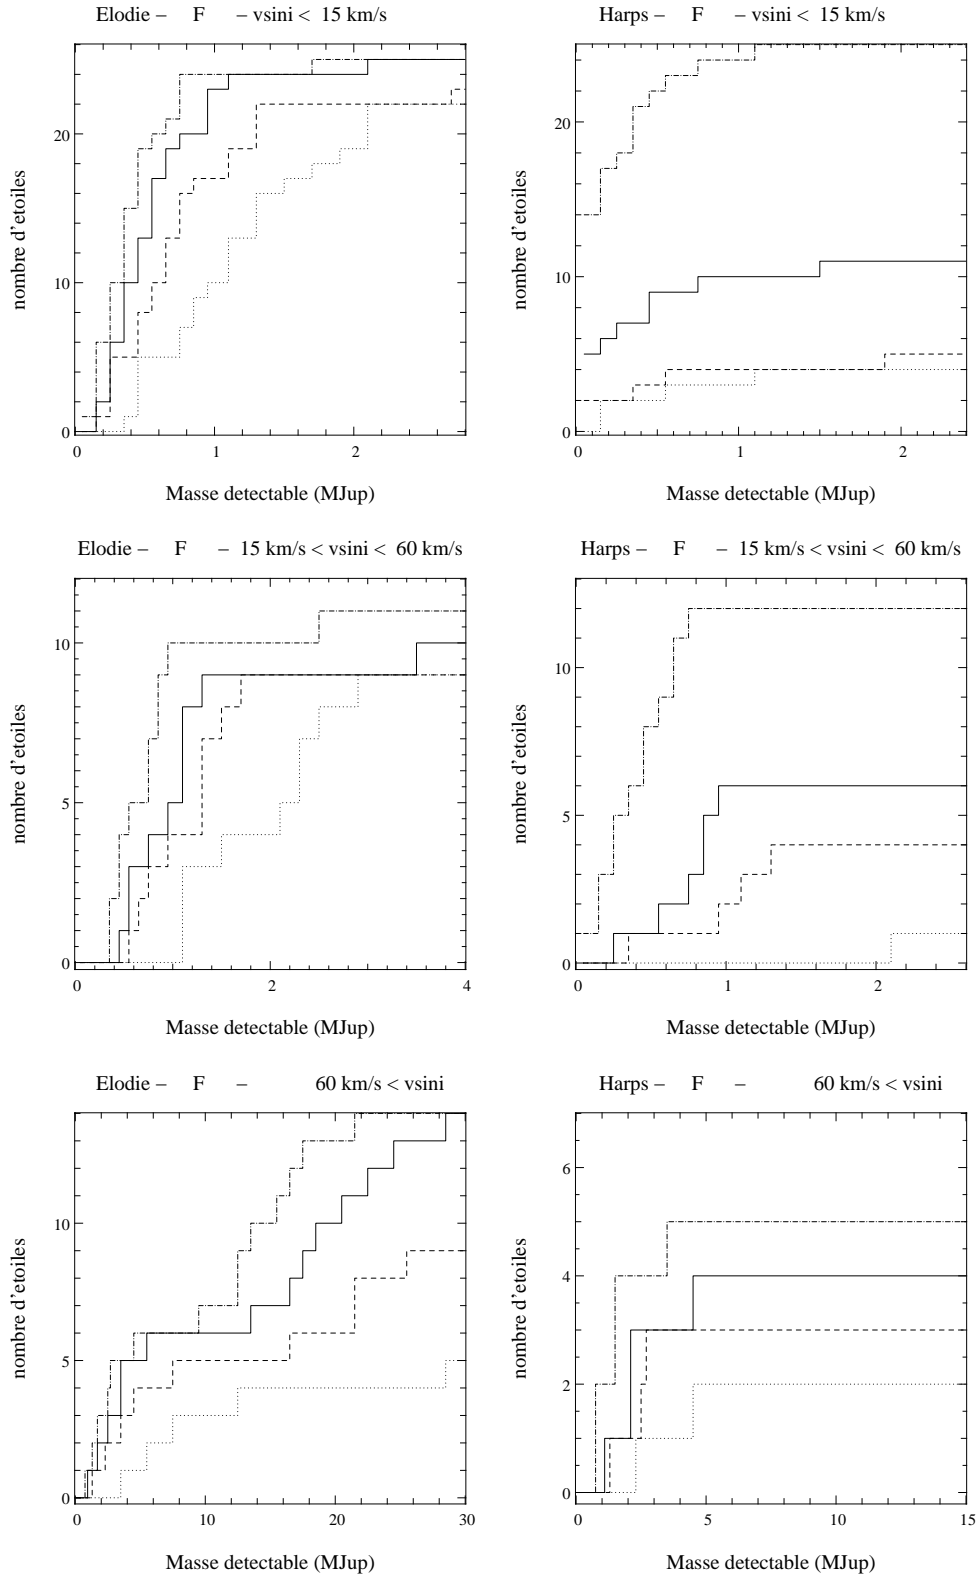 Elodie – F – vsini < 15 km/s
nombre d'etoiles
20
10
0
0 1 2
Masse detectable (MJup)
Harps – F – vsini < 15 km/s
nombre d'etoiles
20
10
0
0 1 2
Masse detectable (MJup)
Elodie – F – 15 km/s < vsini < 60 km/s
nombre d'etoiles
10
5
0
0 2 4
Masse detectable (MJup)
Harps – F – 15 km/s < vsini < 60 km/s
nombre d'etoiles
10
5
0
0 1 2
Masse detectable (MJup)
Elodie – F – 60 km/s < vsini
nombre d'etoiles
10
5
0
0 10 20 30
Masse detectable (MJup)
Harps – F – 60 km/s < vsini
nombre d'etoiles
6
4
2
0
0 5 10 15
Masse detectable (MJup)